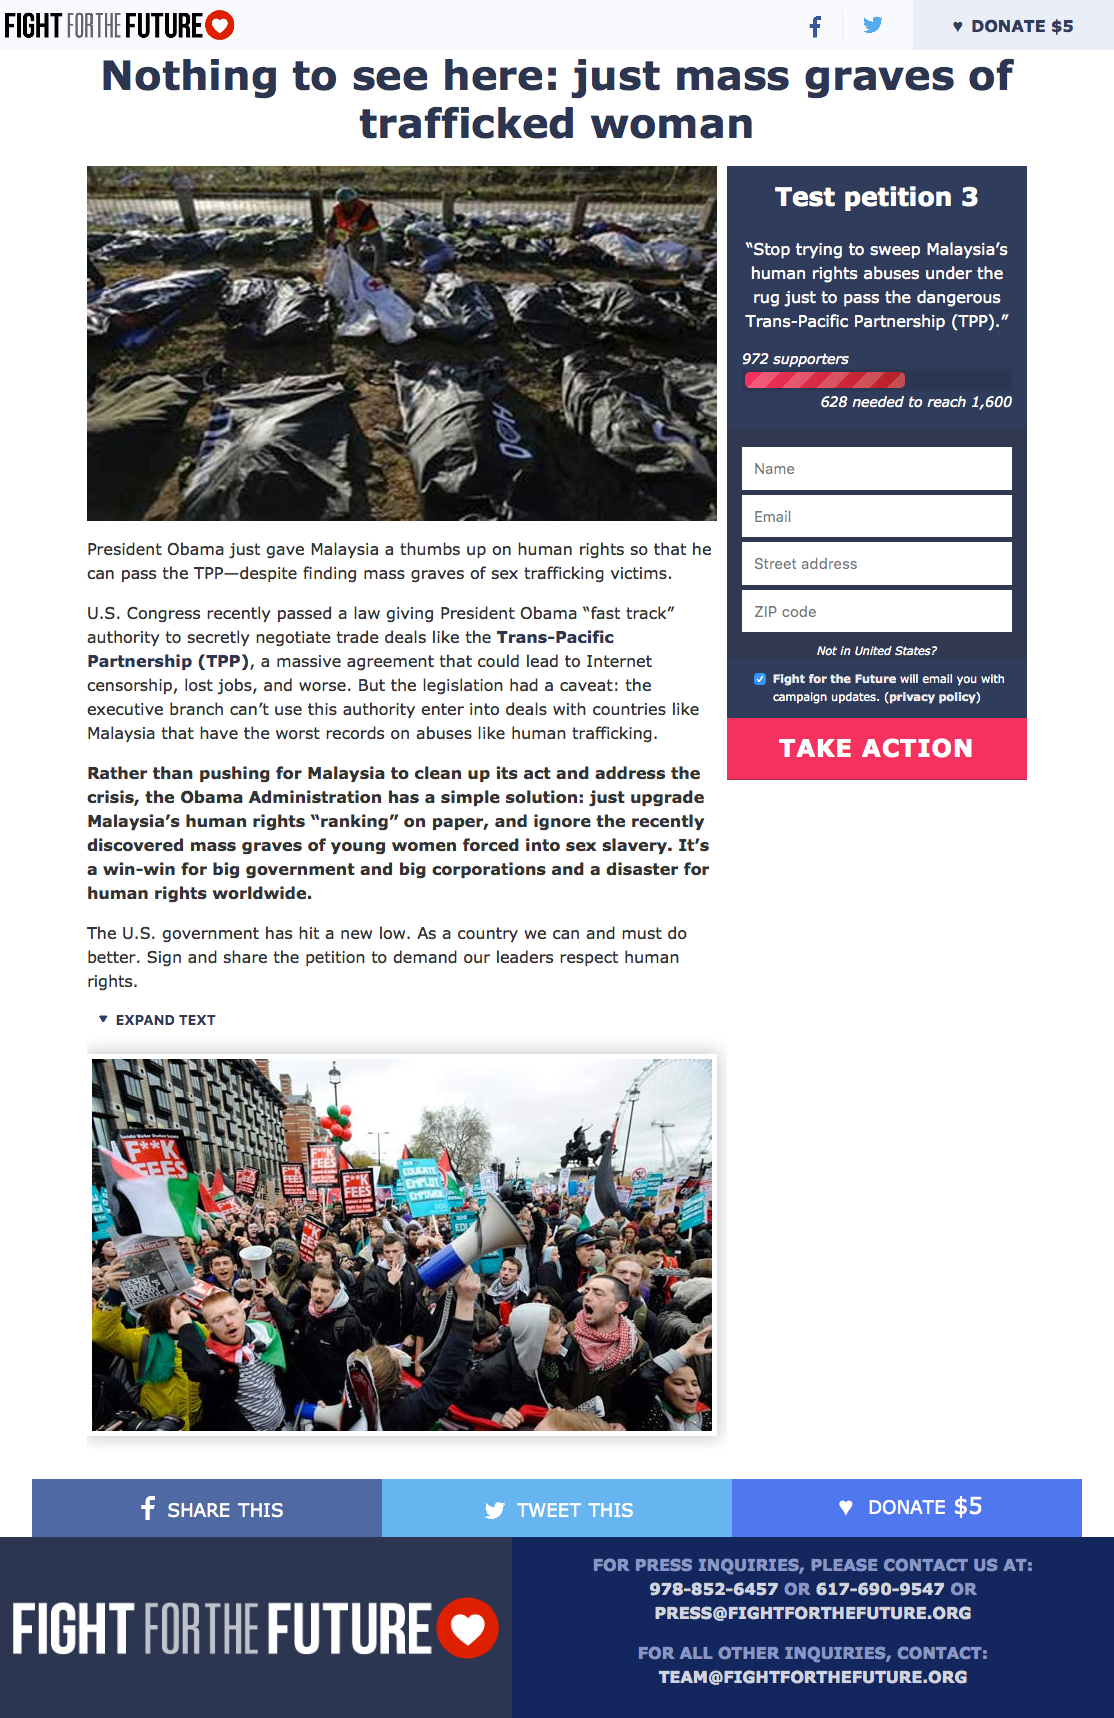 FIGHT FOR THE FUTURE
♥ DONATE $5
Nothing to see here: just mass graves of
trafficked woman
Test petition 3
“Stop trying to sweep Malaysia’s
human rights abuses under the
rug just to pass the dangerous
Trans-Pacific Partnership (TPP).”
972 supporters
628 needed to reach 1,600
Name
Email
Street address
ZIP code
Not in United States?
Fight for the Future will email you with
campaign updates. (privacy policy)
TAKE ACTION
President Obama just gave Malaysia a thumbs up on human rights so that he
can pass the TPP—despite finding mass graves of sex trafficking victims.
U.S. Congress recently passed a law giving President Obama “fast track”
authority to secretly negotiate trade deals like the Trans-Pacific
Partnership (TPP), a massive agreement that could lead to Internet
censorship, lost jobs, and worse. But the legislation had a caveat: the
executive branch can’t use this authority enter into deals with countries like
Malaysia that have the worst records on abuses like human trafficking.
Rather than pushing for Malaysia to clean up its act and address the
crisis, the Obama Administration has a simple solution: just upgrade
Malaysia’s human rights “ranking” on paper, and ignore the recently
discovered mass graves of young women forced into sex slavery. It’s
a win-win for big government and big corporations and a disaster for
human rights worldwide.
The U.S. government has hit a new low. As a country we can and must do
better. Sign and share the petition to demand our leaders respect human
rights.
▼ EXPAND TEXT
F**K
FEES
F**K
FEES
F**K
FEES
EDUCATE
EMPLOY
EMPOWER
SHARE THIS
TWEET THIS
♥ DONATE $5
FIGHT FOR THE FUTURE
FOR PRESS INQUIRIES, PLEASE CONTACT US AT:
978-852-6457 OR 617-690-9547 OR
PRESS@FIGHTFORTHEFUTURE.ORG
FOR ALL OTHER INQUIRIES, CONTACT:
TEAM@FIGHTFORTHEFUTURE.ORG